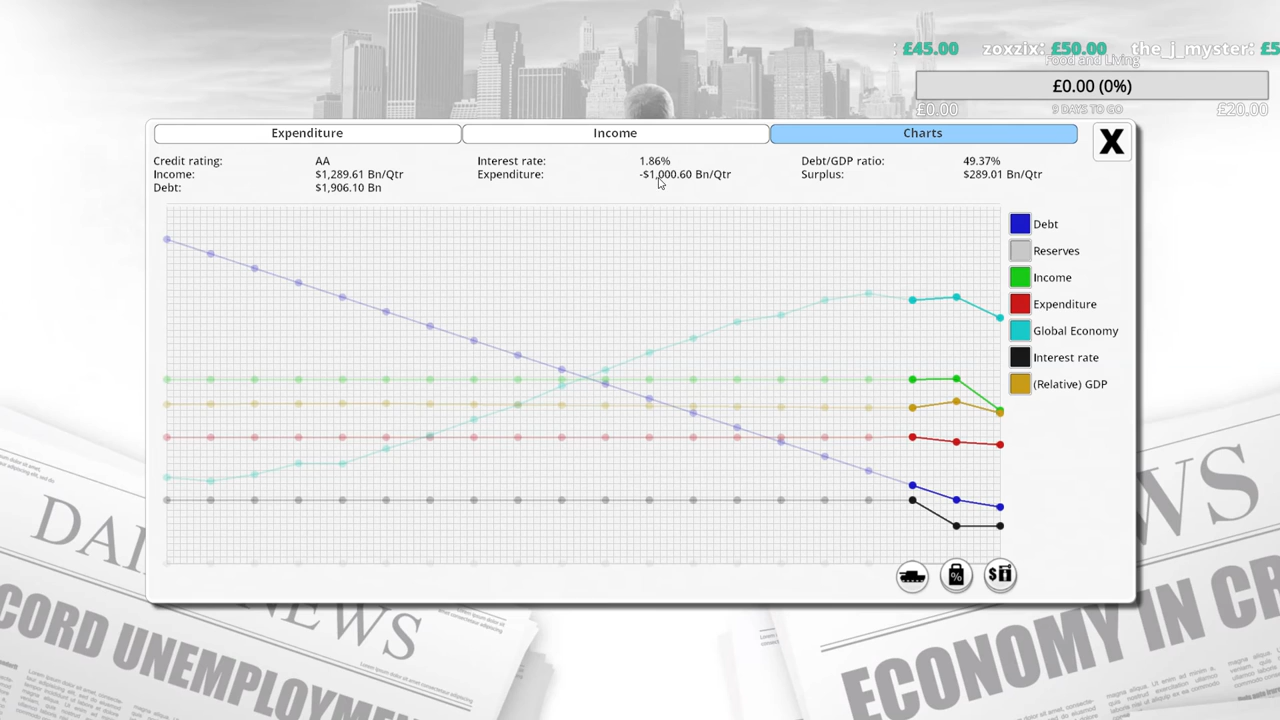 : £45.00 zoxzix: £50.00 the_j_myster: £5
Food and Living
£0.00 (0%)
£0.00 9 DAYS TO GO £20.00
Expenditure Income Charts X
Credit rating: AA Interest rate: 1.86% Debt/GDP ratio: 49.37%
Income: $1,289.61 Bn/Qtr Expenditure: -$1,000.60 Bn/Qtr Surplus: $289.01 Bn/Qtr
Debt: $1,906.10 Bn
Debt
Reserves
Income
Expenditure
Global Economy
Interest rate
(Relative) GDP
%
$
DAI
NEWS
CORD UNEMPLOYMEN
WS
ECONOMY IN CR